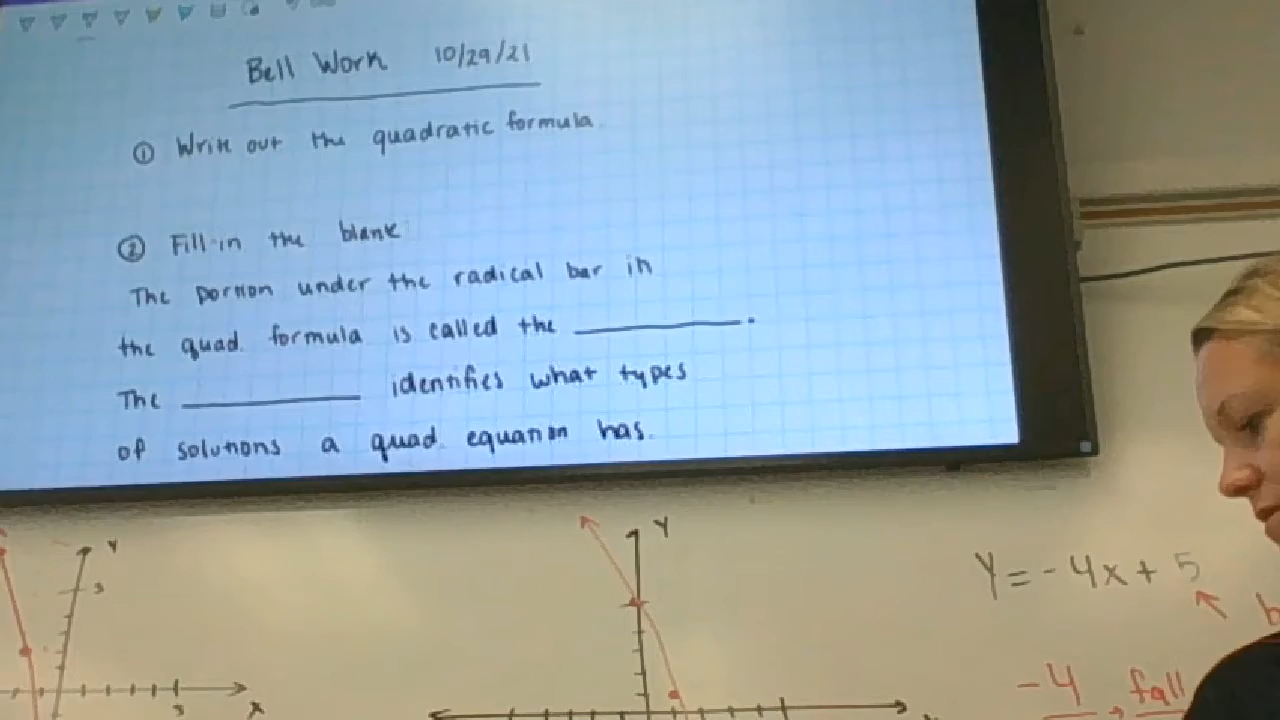 Bell Work 10/29/21
① Write out the quadratic formula.
② Fill-in the blank
The portion under the radical bar in
the quad. formula is called the ________.
The ________ identifies what types
of solutions a quad. equation has.
Y
5
X
Y
Y = -4x + 5
b
-4
fall